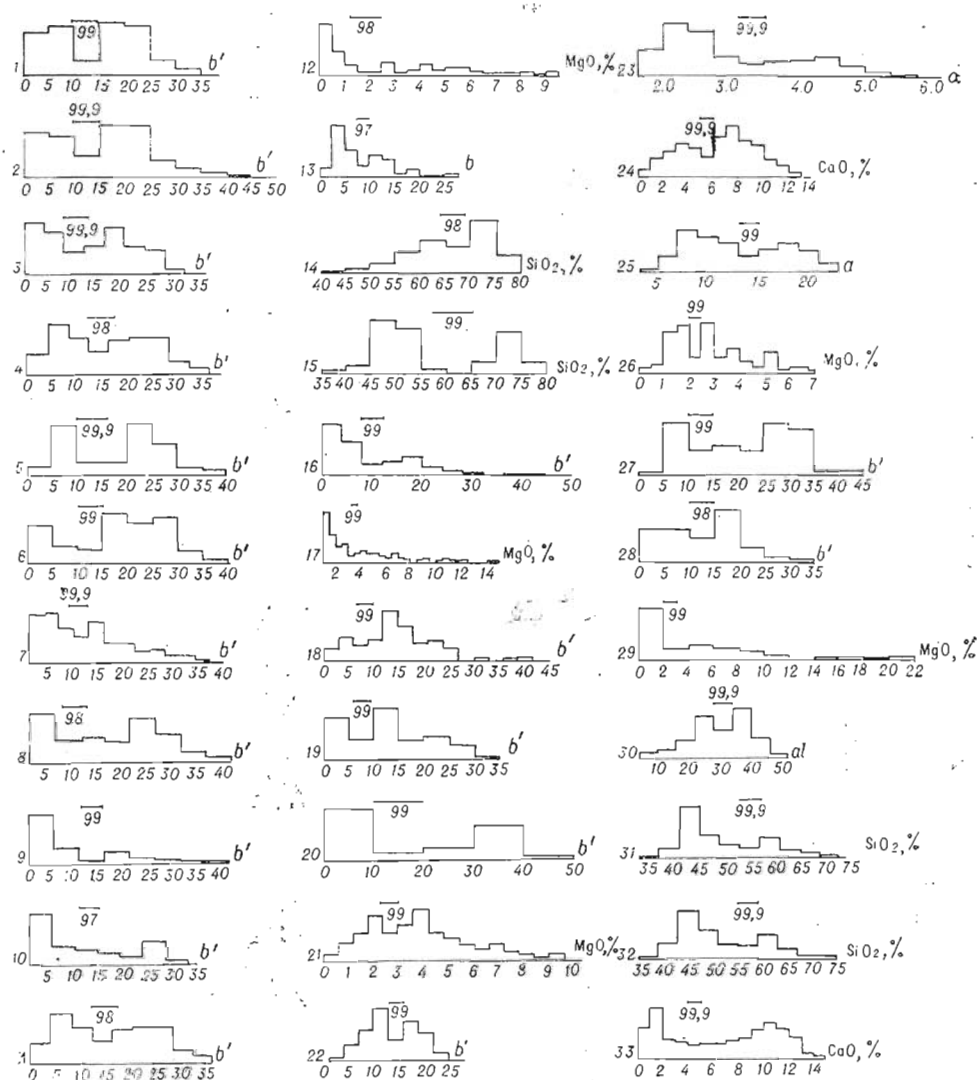 99
1
0 5 10 15 20 25 30 35 b'
99,9
2
0 5 10 15 20 25 30 35 40 45 50 b'
99,9
3
0 5 10 15 20 25 29 30 35 b'
98
4
0 5 10 15 20 25 30 35 b'
99,9
5
0 5 10 15 20 25 30 35 40 b'
99
6
0 5 10 15 20 25 30 35 40 b'
99,9
7
5 10 15 20 25 30 35 40 b'
98
8
5 10 15 20 25 30 35 40 b'
99
9
0 5 10 15 20 25 30 35 40 b'
97
10
5 10 15 20 25 30 35 b'
98
0 5 10 15 20 25 30 35 b'
98
12
0 1 2 3 4 5 6 7 8 9 MgO,%
97
13
0 5 10 15 20 25 b
98
14
40 45 50 55 60 65 70 75 80 SiO2,%
99
15
35 40 45 50 55 60 65 70 75 80 SiO2,%
99
16
0 10 20 30 40 50 b'
99
17
2 4 6 8 10 12 14 MgO,%
99
18
0 5 10 15 20 25 30 35 40 45 b'
99
19
0 5 10 15 20 25 30 35 b'
99
20
0 10 20 30 40 50 b'
99
21
0 1 2 3 4 5 6 7 8 9 10 MgO,%
99
22
0 5 10 15 20 25 b'
99,9
23
2.0 3.0 4.0 5.0 6.0 a
99,9
24
0 2 4 6 8 10 12 14 CaO,%
99
25
5 10 15 20 a
99
26
0 1 2 3 4 5 6 7 MgO,%
99
27
0 5 10 15 20 25 30 35 45 b'
98
28
0 5 10 15 20 25 30 35 b'
99
29
0 2 4 6 8 10 12 14 16 18 20 22 MgO,%
99,9
30
10 20 30 40 50 al
99,9
31
35 40 45 50 55 60 65 70 75 SiO2,%
99,9
32
35 40 45 50 55 60 65 70 75 SiO2,%
99,9
33
0 2 4 6 8 10 12 14 CaO,%